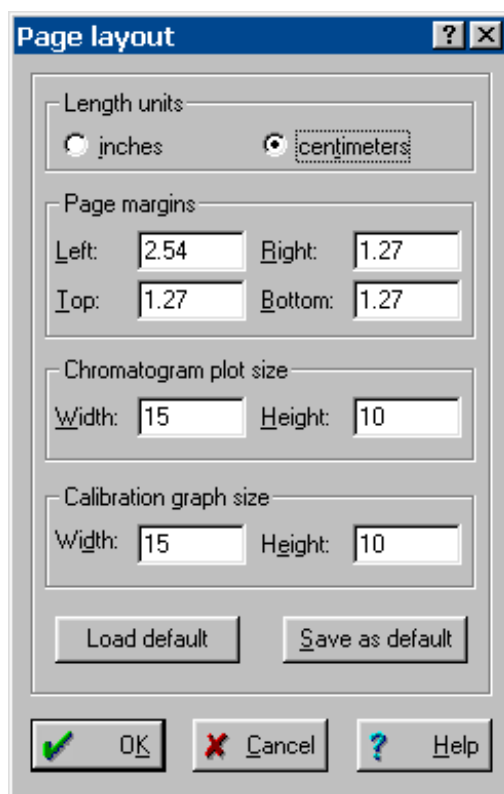 Page layout
Length units
inches centimeters
Page margins
Left: 2.54 Right: 1.27
Top: 1.27 Bottom: 1.27
Chromatogram plot size
Width: 15 Height: 10
Calibration graph size
Width: 15 Height: 10
Load default Save as default
OK Cancel ? Help